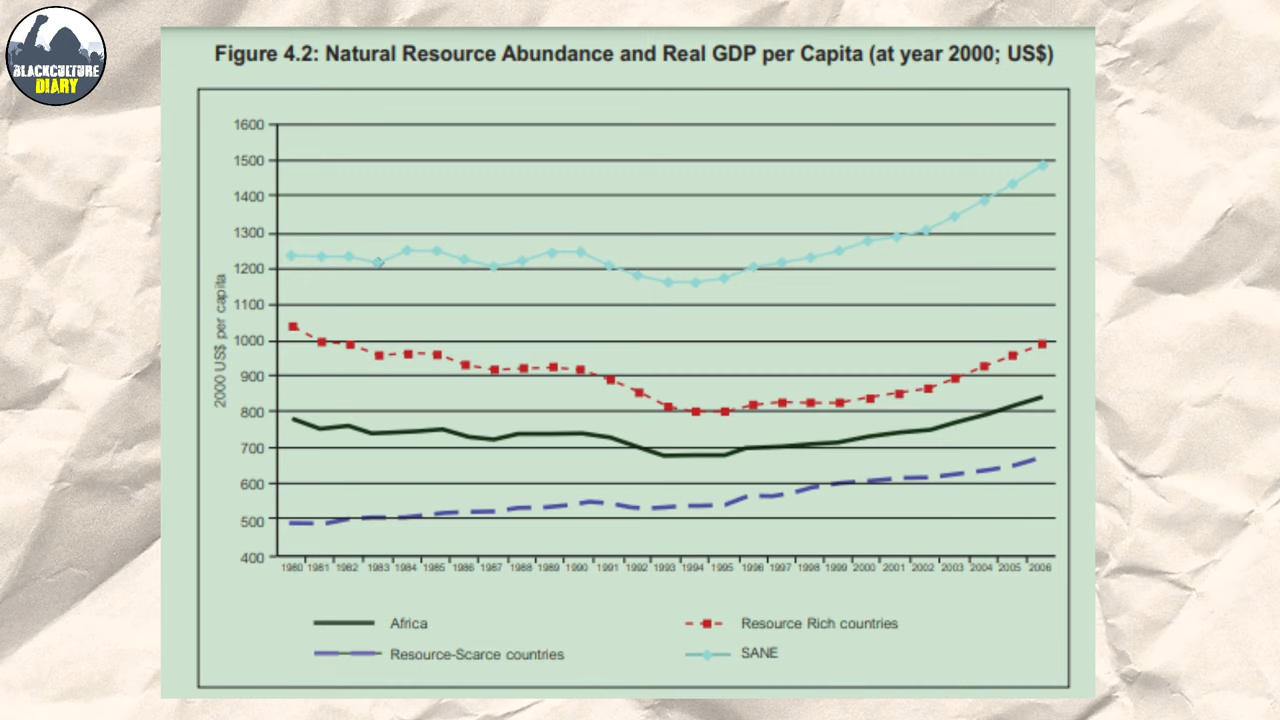 BLACKCULTURE
DIARY
Figure 4.2: Natural Resource Abundance and Real GDP per Capita (at year 2000; US$)
2000 US$ per capita
1600
1500
1400
1300
1200
1100
1000
900
800
700
600
500
400
1980 1981 1982 1983 1984 1985 1986 1987 1988 1989 1990 1991 1992 1993 1994 1995 1996 1997 1998 1999 2000 2001 2002 2003 2004 2005 2006
Africa
Resource Rich countries
Resource-Scarce countries
SANE